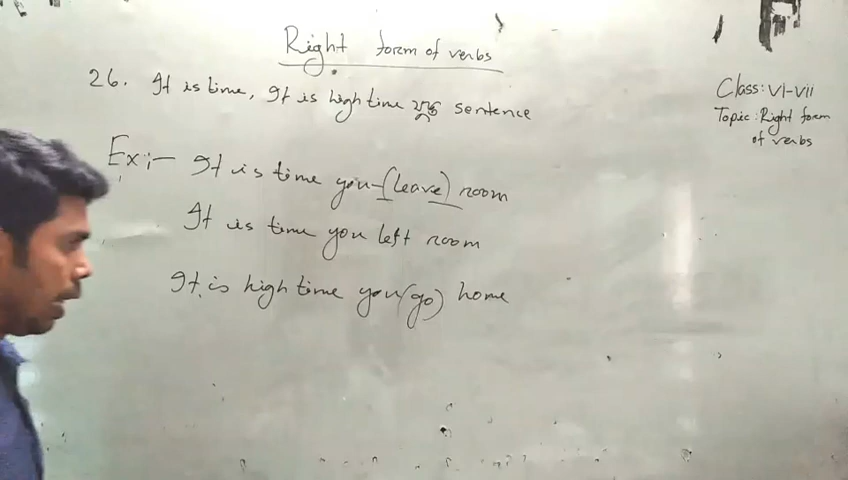 Right form of verbs
26. It is time, It is high time যুক্ত sentence
Ex:- It is time you (leave) room
It is time you left room
It is high time you (go) home
Class: VI-VII
Topic: Right form
of verbs